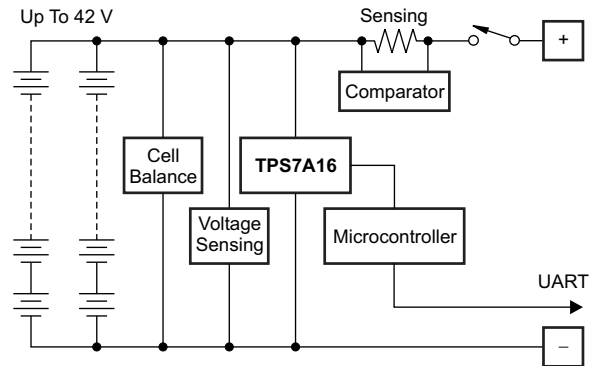 Up To 42 V
Sensing
+
Comparator
Cell
Balance
TPS7A16
Voltage
Sensing
Microcontroller
UART
–